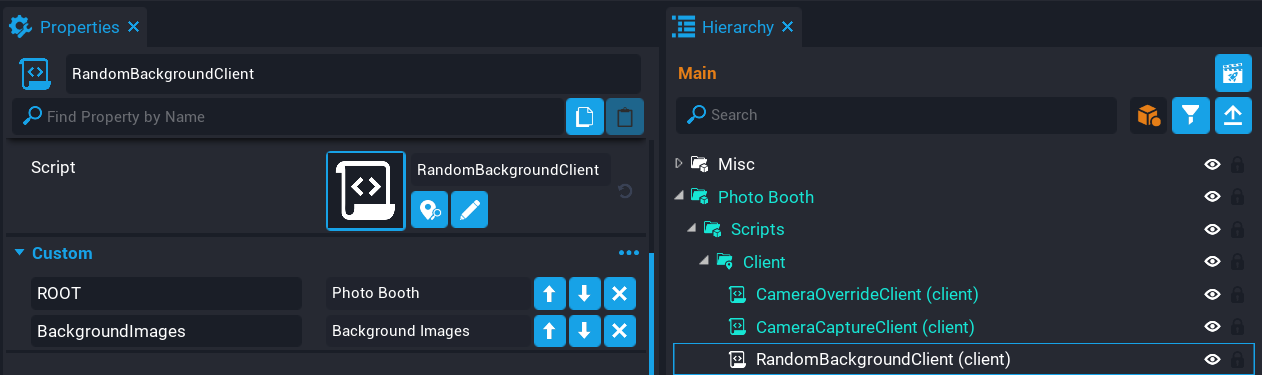 Properties
RandomBackgroundClient
Find Property by Name
Script
RandomBackgroundClient
Custom
ROOT
Photo Booth
BackgroundImages
Background Images
Hierarchy
Main
Search
Misc
Photo Booth
Scripts
Client
CameraOverrideClient (client)
CameraCaptureClient (client)
RandomBackgroundClient (client)